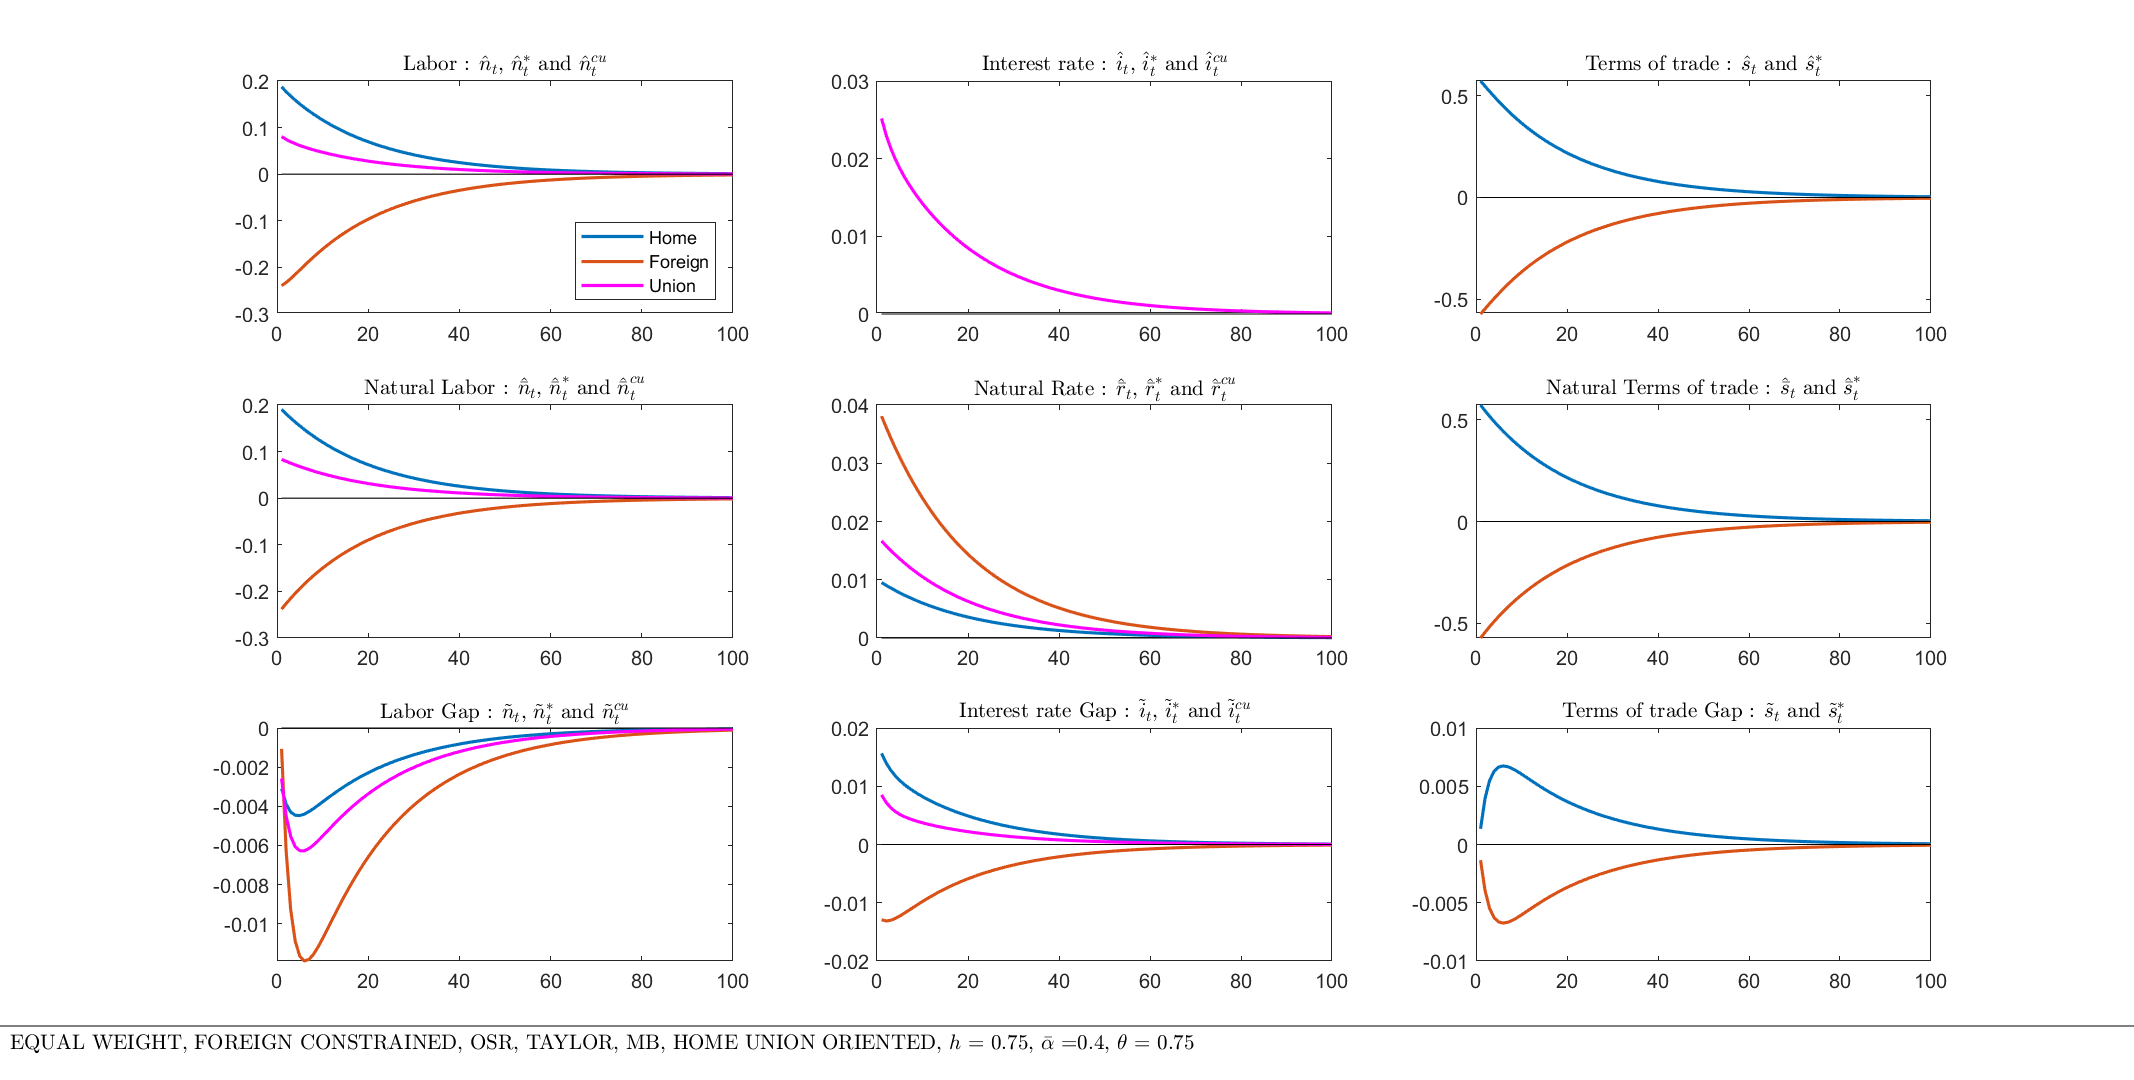 Labor : n̂ₜ, n̂ₜ* and n̂ₜᶜᵘ
0.2
0.1
0
-0.1
-0.2
-0.3
0 20 40 60 80 100
Home
Foreign
Union
Interest rate : îₜ, îₜ* and îₜᶜᵘ
0.03
0.02
0.01
0
0 20 40 60 80 100
Terms of trade : ŝₜ and ŝₜ*
0.5
0
-0.5
0 20 40 60 80 100
Natural Labor : n̄̂ₜ, n̄̂ₜ* and n̄̂ₜᶜᵘ
0.2
0.1
0
-0.1
-0.2
-0.3
0 20 40 60 80 100
Natural Rate : r̄̂ₜ, r̄̂ₜ* and r̄̂ₜᶜᵘ
0.04
0.03
0.02
0.01
0
0 20 40 60 80 100
Natural Terms of trade : s̄̂ₜ and s̄̂ₜ*
0.5
0
-0.5
0 20 40 60 80 100
Labor Gap : ñₜ, ñₜ* and ñₜᶜᵘ
0
-0.002
-0.004
-0.006
-0.008
-0.01
0 20 40 60 80 100
Interest rate Gap : ĩₜ, ĩₜ* and ĩₜᶜᵘ
0.02
0.01
0
-0.01
-0.02
0 20 40 60 80 100
Terms of trade Gap : s̃ₜ and s̃ₜ*
0.01
0.005
0
-0.005
-0.01
0 20 40 60 80 100
EQUAL WEIGHT, FOREIGN CONSTRAINED, OSR, TAYLOR, MB, HOME UNION ORIENTED, h = 0.75, ᾱ =0.4, θ = 0.75